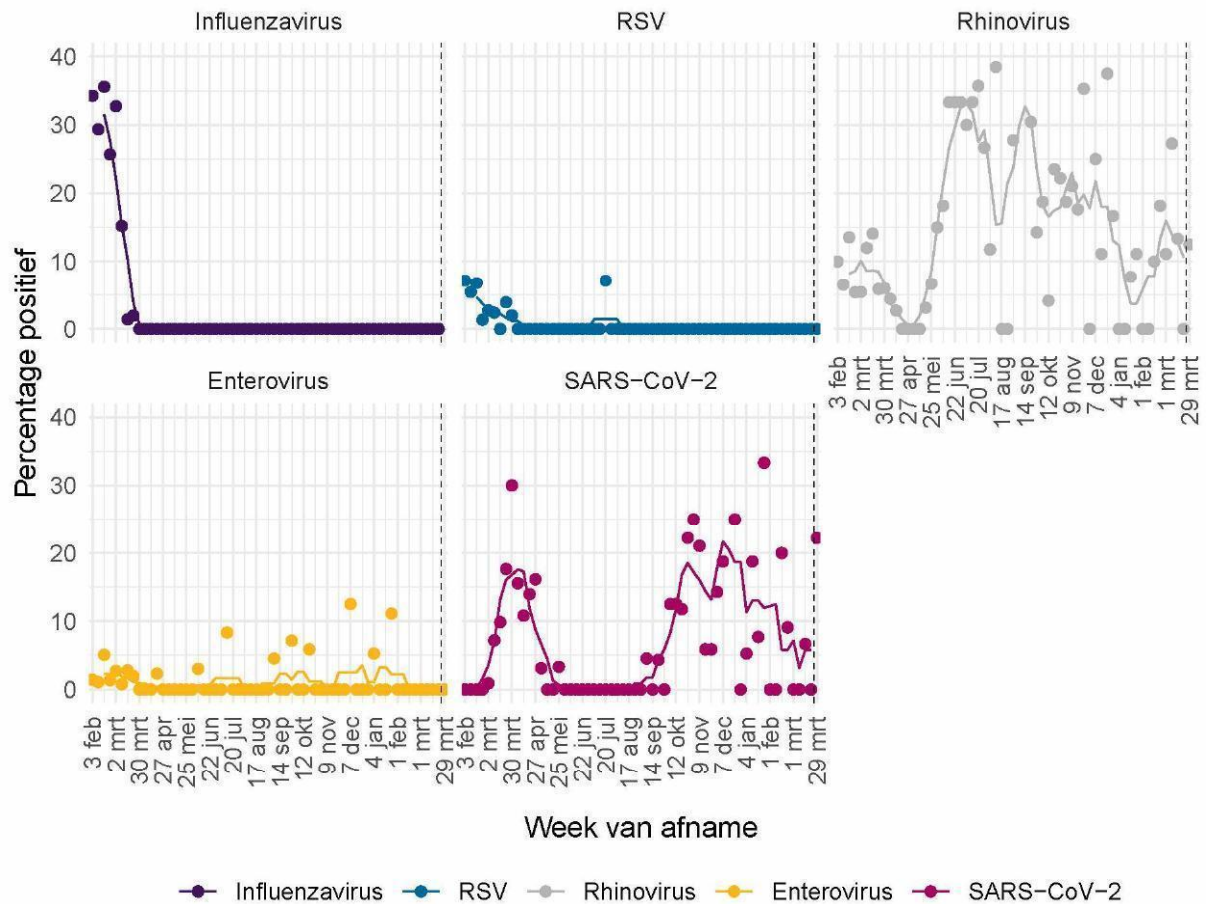 Influenzavirus RSV Rhinovirus
40
30
20
10
0
Percentage positief
3 feb 2 mrt 30 mrt 27 apr 25 mei 22 jun 20 jul 17 aug 14 sep 12 okt 9 nov 7 dec 4 jan 1 feb 1 mrt 29 mrt
Enterovirus SARS-CoV-2
40
30
20
10
0
3 feb 2 mrt 30 mrt 27 apr 25 mei 22 jun 20 jul 17 aug 14 sep 12 okt 9 nov 7 dec 4 jan 1 feb 1 mrt 29 mrt
3 feb 2 mrt 30 mrt 27 apr 25 mei 22 jun 20 jul 17 aug 14 sep 12 okt 9 nov 7 dec 4 jan 1 feb 1 mrt 29 mrt
Week van afname
Influenzavirus RSV Rhinovirus Enterovirus SARS-CoV-2